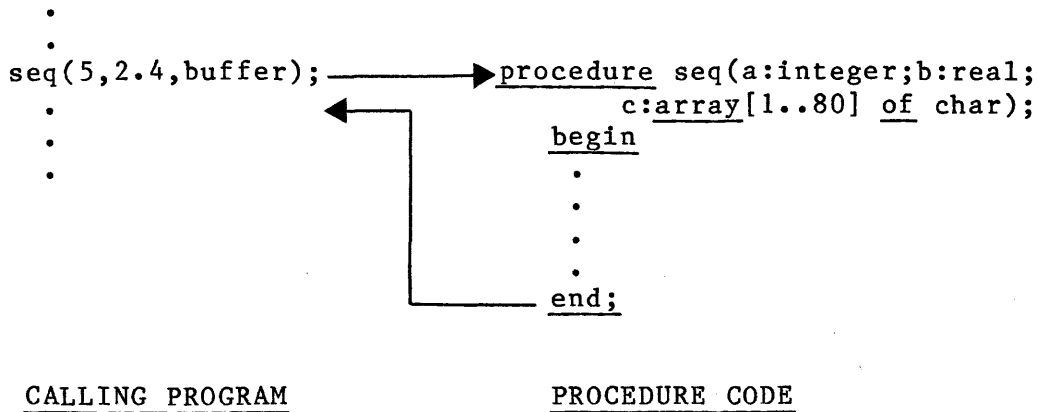 seq(5,2.4,buffer);
procedure seq(a:integer;b:real;
c:array[1..80] of char);
begin
end;
CALLING PROGRAM
PROCEDURE CODE